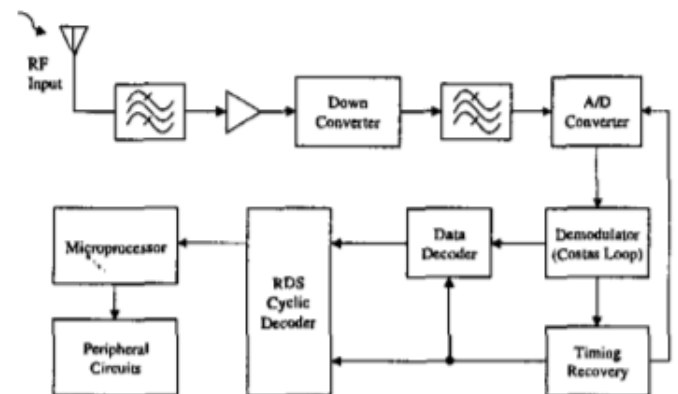 RF
Input
Down
Converter
A/D
Converter
Microprocessor
RDS
Cyclic
Decoder
Data
Decoder
Demodulator
(Costas Loop)
Peripheral
Circuits
Timing
Recovery